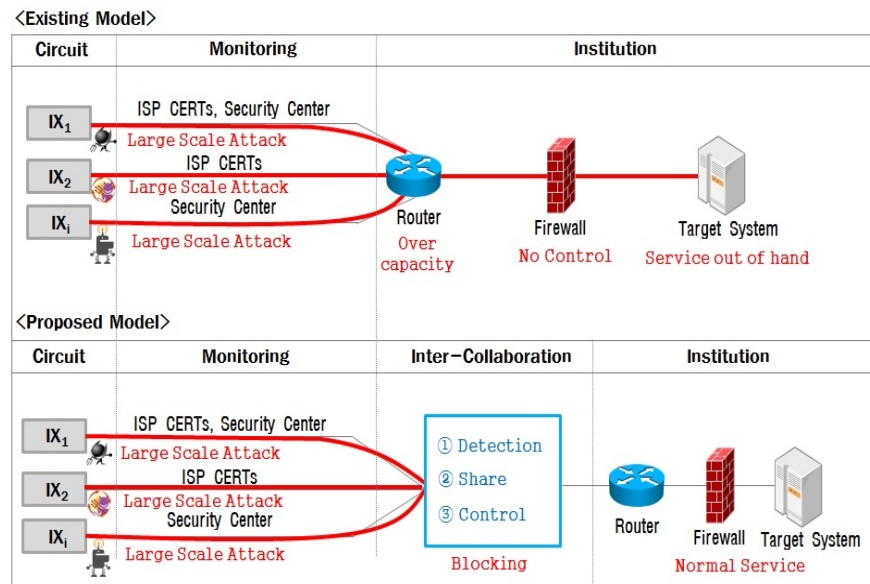 <Existing Model>
Circuit Monitoring Institution
ISP CERTs, Security Center
IX1
Large Scale Attack
ISP CERTs
IX2
Large Scale Attack
Security Center
IXi
Large Scale Attack
Router
Over
capacity
Firewall
No Control
Target System
Service out of hand
<Proposed Model>
Circuit Monitoring Inter-Collaboration Institution
ISP CERTs, Security Center
IX1
Large Scale Attack
ISP CERTs
IX2
Large Scale Attack
Security Center
IXi
Large Scale Attack
① Detection
② Share
③ Control
Blocking
Router
Firewall Target System
Normal Service